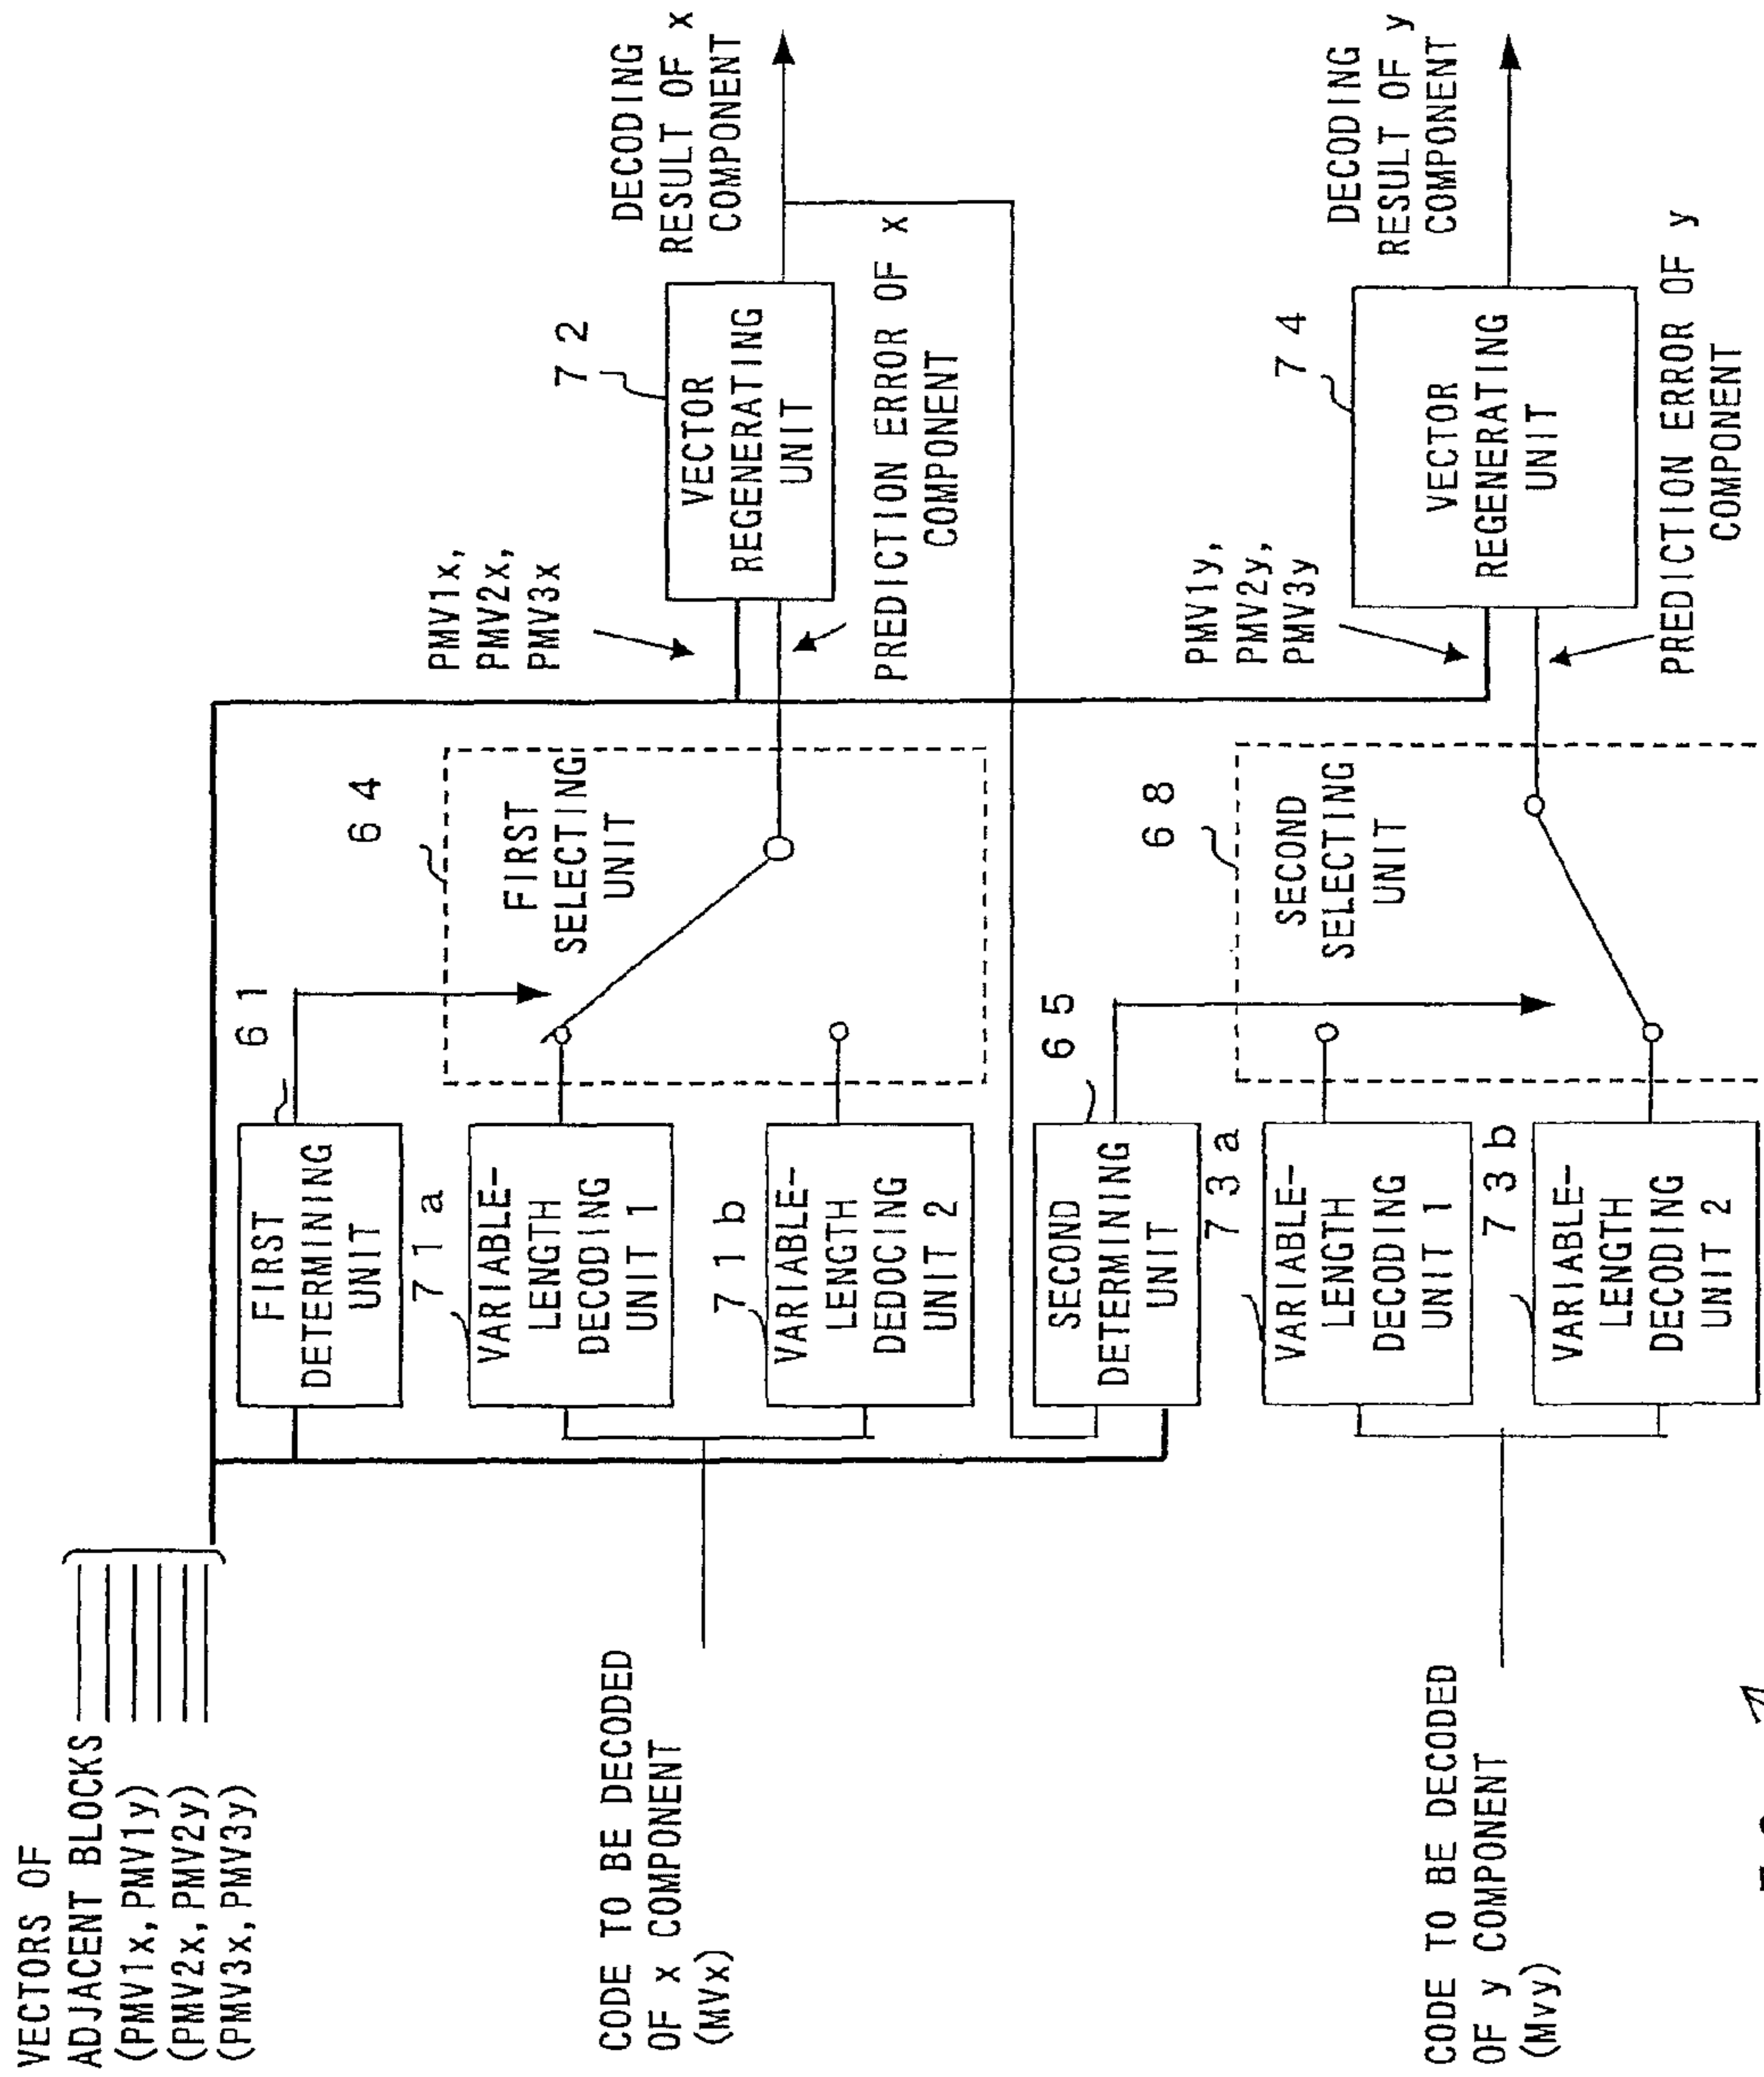 VECTORS OF
ADJACENT BLOCKS
(PMV1x,PMV1y)
(PMV2x,PMV2y)
(PMV3x,PMV3y)
CODE TO BE DECODED
OF x COMPONENT
(MVx)
CODE TO BE DECODED
OF y COMPONENT
(Mvy)
61
FIRST
DETERMINING
UNIT
71a
VARIABLE-
LENGTH
DECODING
UNIT 1
71b
VARIABLE-
LENGTH
DEDOCING
UNIT 2
65
SECOND
DETERMINING
UNIT
73a
VARIABLE-
LENGTH
DECODING
UNIT 1
73b
VARIABLE-
LENGTH
DECODING
UNIT 2
64
FIRST
SELECTING
UNIT
68
SECOND
SELECTING
UNIT
PMV1x,
PMV2x,
PMV3x
72
VECTOR
REGENERATING
UNIT
PREDICTION ERROR OF x
COMPONENT
DECODING
RESULT OF x
COMPONENT
PMV1y,
PMV2y,
PMV3y
74
VECTOR
REGENERATING
UNIT
PREDICTION ERROR OF y
COMPONENT
DECODING
RESULT OF y
COMPONENT